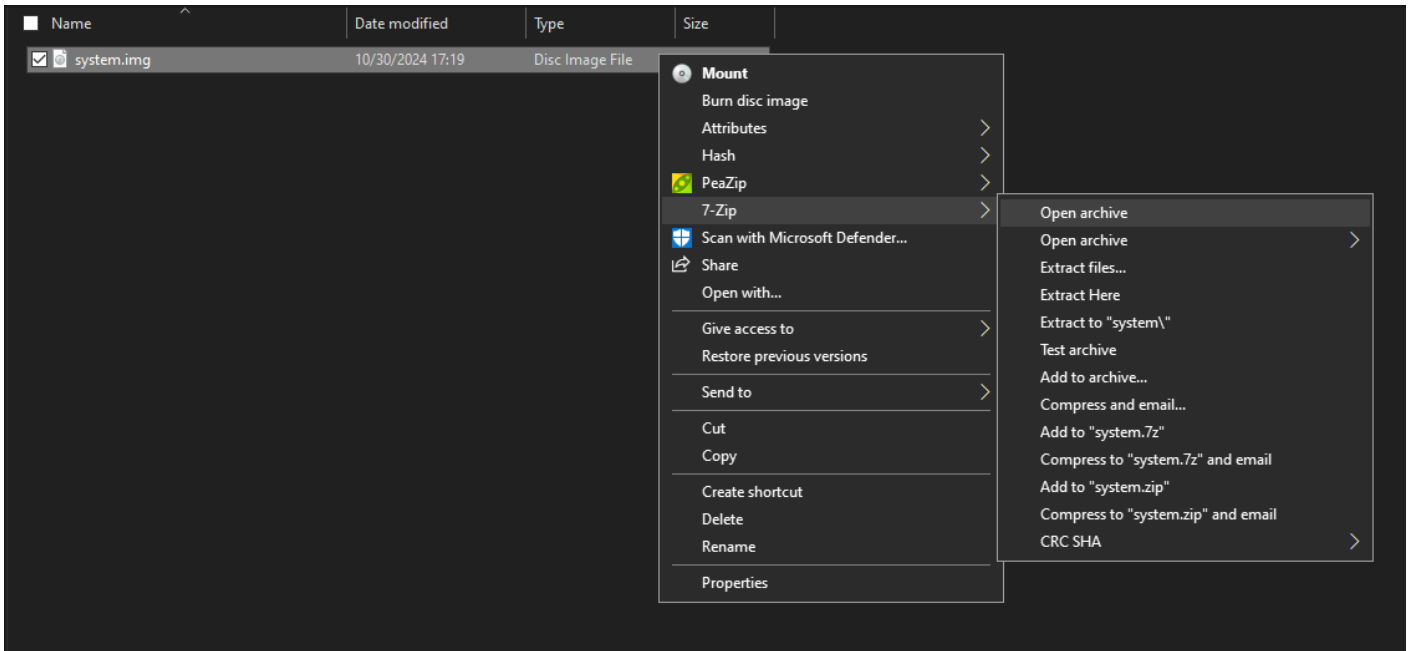 Name Date modified Type Size
system.img 10/30/2024 17:19 Disc Image File
Mount
Burn disc image
Attributes
Hash
PeaZip
7-Zip
Scan with Microsoft Defender...
Share
Open with...
Give access to
Restore previous versions
Send to
Cut
Copy
Create shortcut
Delete
Rename
Properties
Open archive
Open archive
Extract files...
Extract Here
Extract to "system\"
Test archive
Add to archive...
Compress and email...
Add to "system.7z"
Compress to "system.7z" and email
Add to "system.zip"
Compress to "system.zip" and email
CRC SHA